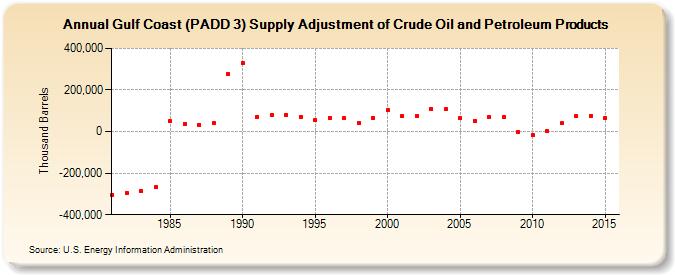 Annual Gulf Coast (PADD 3) Supply Adjustment of Crude Oil and Petroleum Products
Thousand Barrels
400,000
200,000
0
-200,000
-400,000
1985 1990 1995 2000 2005 2010 2015
Source: U.S. Energy Information Administration